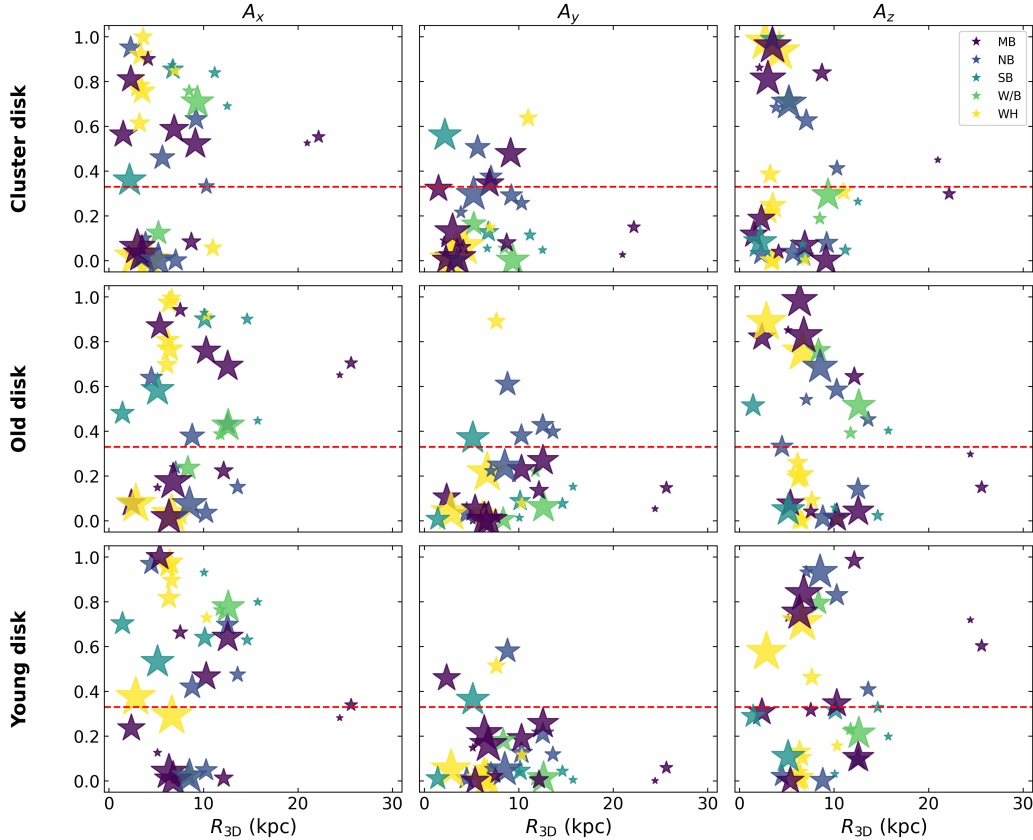 A_x A_y A_z
Cluster disk
1.0
0.8
0.6
0.4
0.2
0.0
MB
NB
SB
W/B
WH
Old disk
1.0
0.8
0.6
0.4
0.2
0.0
Young disk
1.0
0.8
0.6
0.4
0.2
0.0
0 10 20 30 0 10 20 30 0 10 20 30
R_3D (kpc) R_3D (kpc) R_3D (kpc)